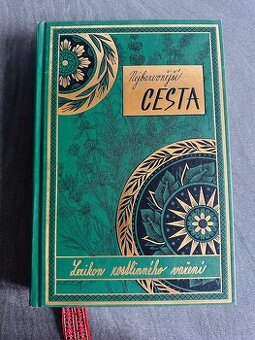 Nejbarevnější
CESTA
Lexikon rostlinného vaření